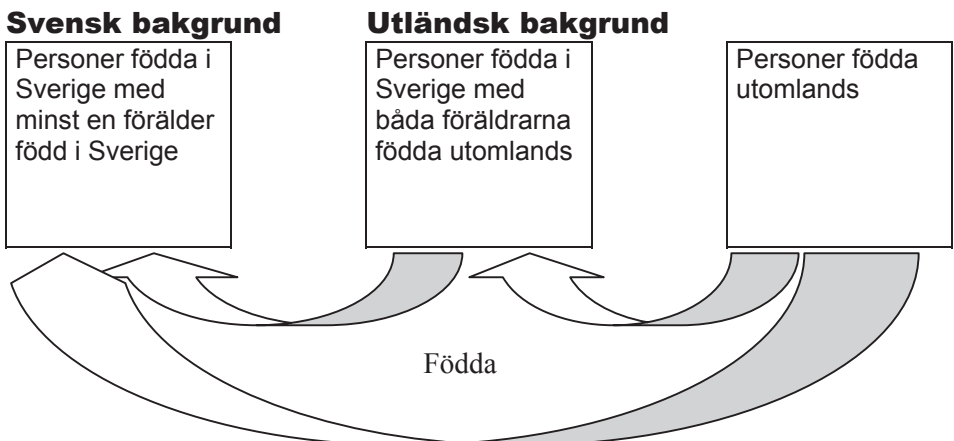 Svensk bakgrund
Utländsk bakgrund
Personer födda i
Sverige med
minst en förälder
född i Sverige
Personer födda i
Sverige med
båda föräldrarna
födda utomlands
Personer födda
utomlands
Födda